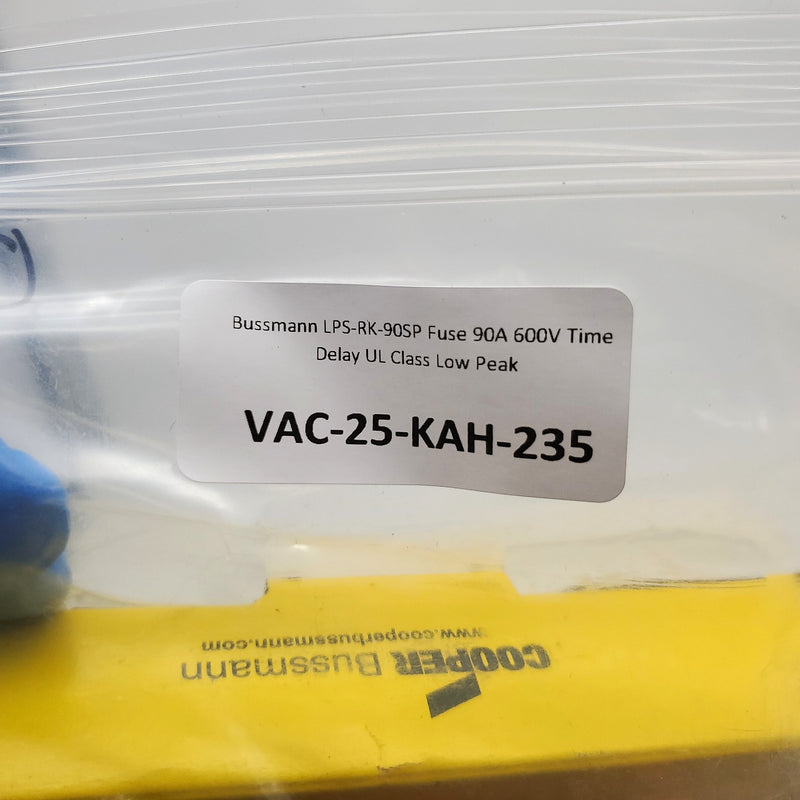 Bussmann LPS-RK-90SP Fuse 90A 600V Time
Delay UL Class Low Peak
VAC-25-KAH-235
COOPER Bussmann
www.cooperbussmann.com